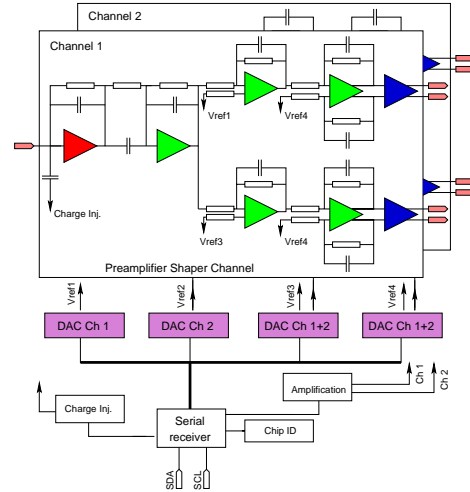 Channel 2
Channel 1
Vref1
Vref4
Charge Inj.
Vref3
Vref4
Preamplifier Shaper Channel
Vref1
Vref2
Vref3
Vref4
DAC Ch 1
DAC Ch 2
DAC Ch 1+2
DAC Ch 1+2
Ch 1
Ch 2
Amplification
Charge Inj.
Serial
receiver
Chip ID
SDA
SCL